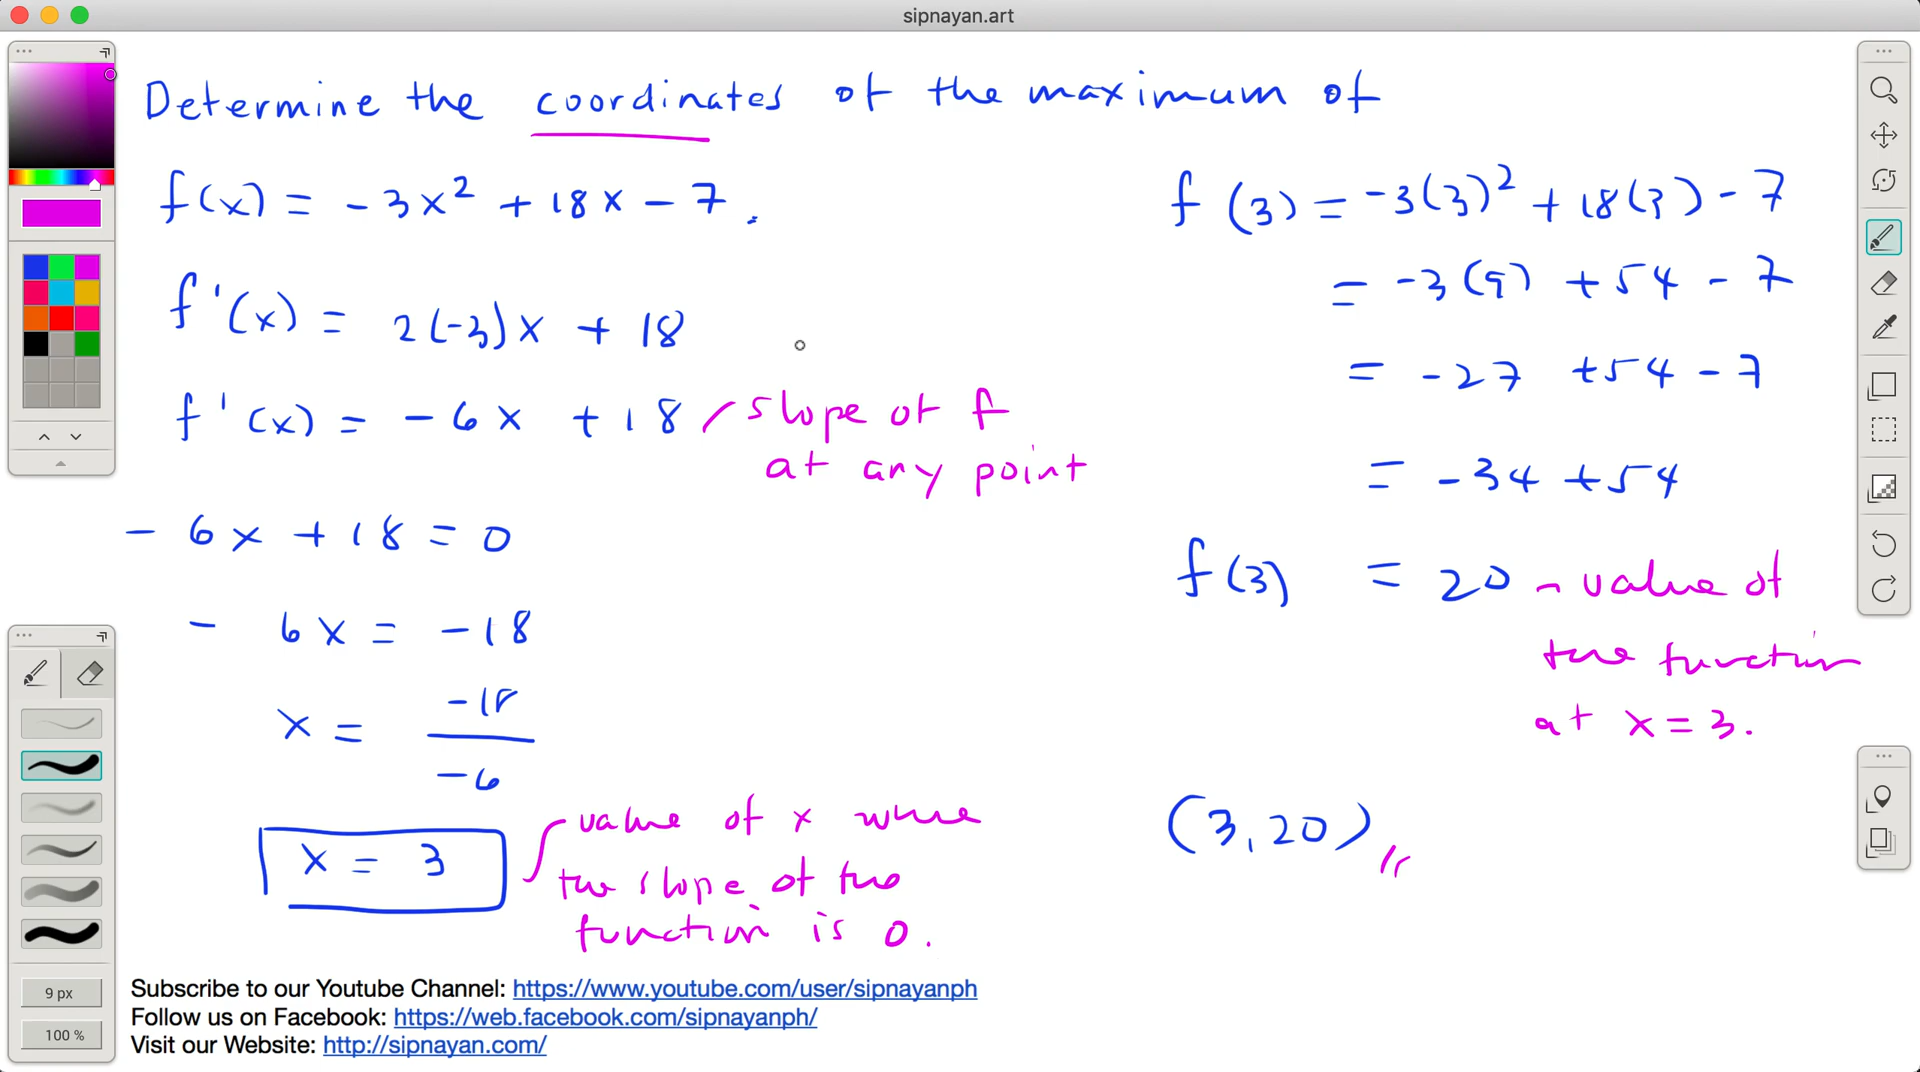 sipnayan.art
Determine the coordinates of the maximum of
f(x) = -3x² + 18x - 7.
f'(x) = 2(-3)x + 18
f'(x) = -6x + 18
slope of f
at any point
-6x + 18 = 0
-6x = -18
x = -18
-6
x = 3
value of x where
the slope of the
function is 0.
f(3) = -3(3)² + 18(3) - 7
= -3(9) + 54 - 7
= -27 + 54 - 7
= -34 + 54
f(3) = 20 - value of
the function
at x = 3.
(3, 20)
9 px
100 %
Subscribe to our Youtube Channel: https://www.youtube.com/user/sipnayanph
Follow us on Facebook: https://web.facebook.com/sipnayanph/
Visit our Website: http://sipnayan.com/